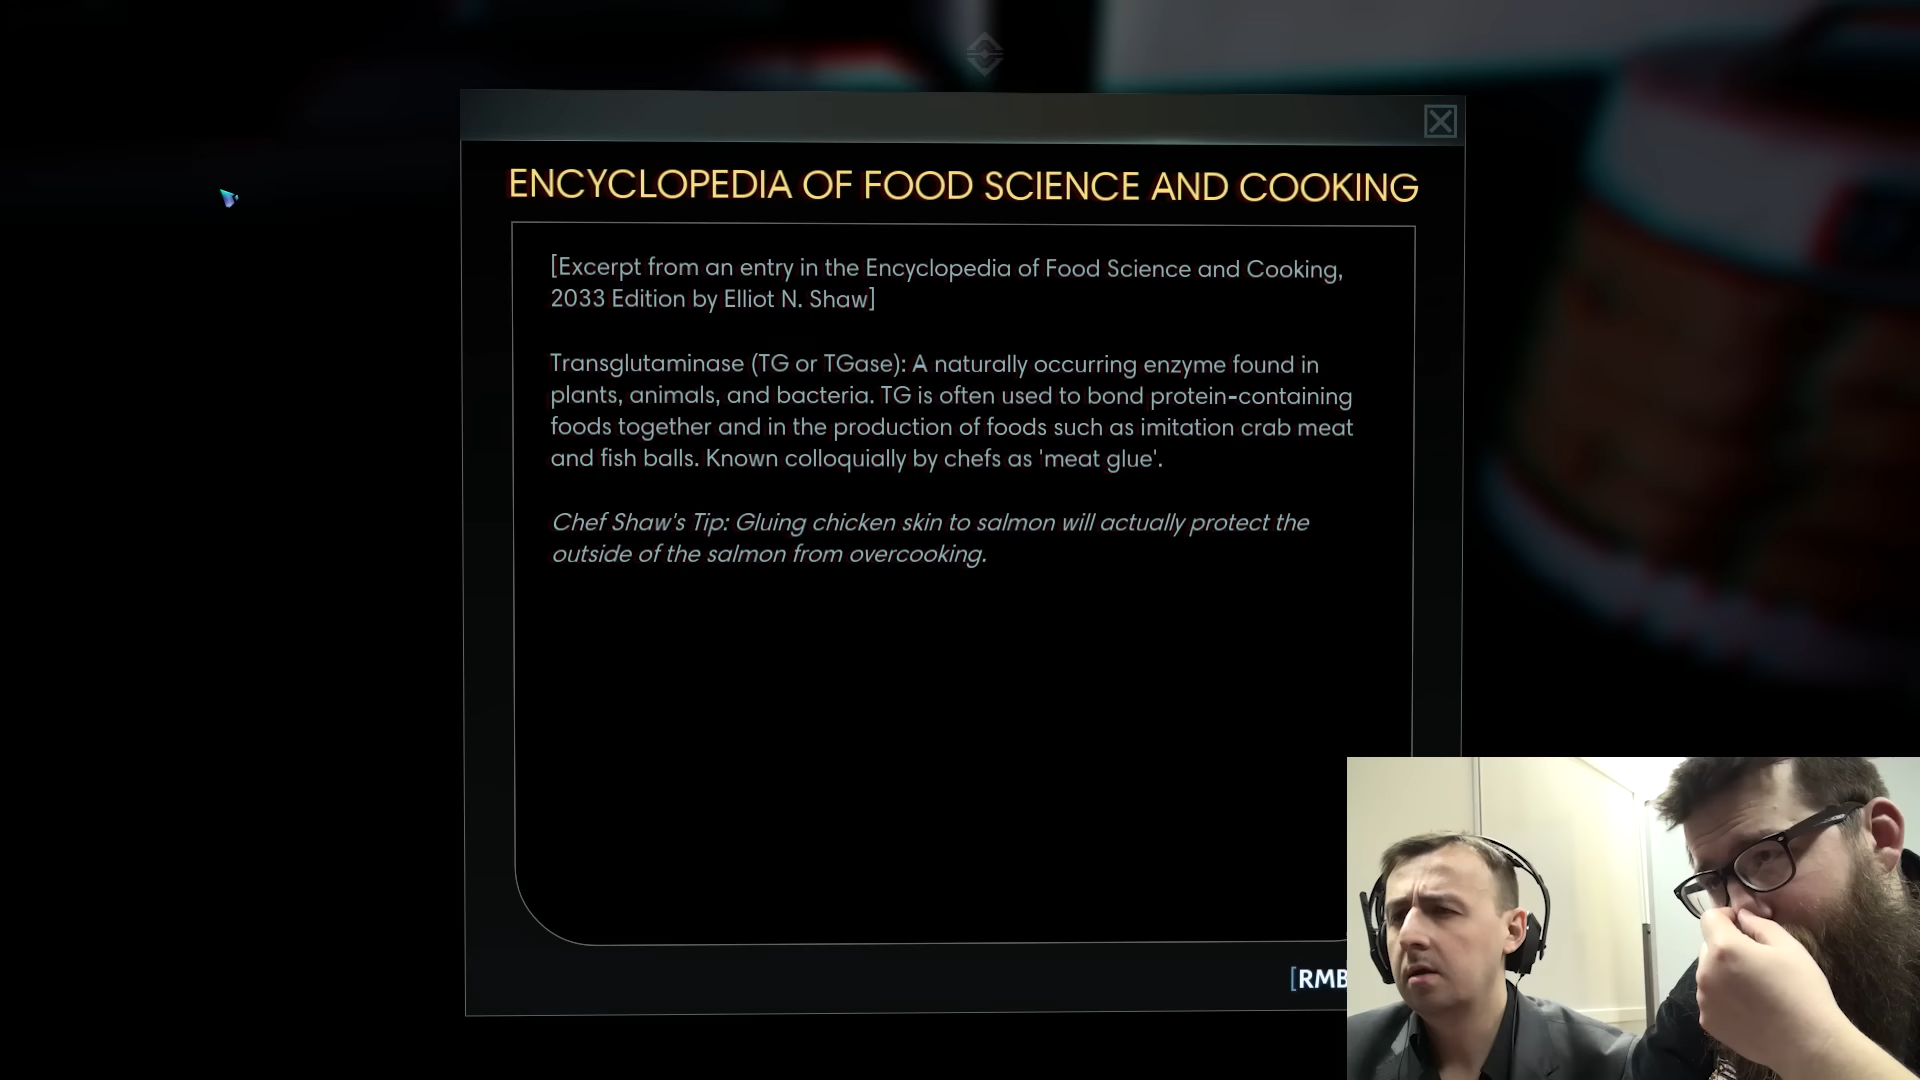 ENCYCLOPEDIA OF FOOD SCIENCE AND COOKING
[Excerpt from an entry in the Encyclopedia of Food Science and Cooking,
2033 Edition by Elliot N. Shaw]
Transglutaminase (TG or TGase): A naturally occurring enzyme found in
plants, animals, and bacteria. TG is often used to bond protein-containing
foods together and in the production of foods such as imitation crab meat
and fish balls. Known colloquially by chefs as 'meat glue'.
Chef Shaw's Tip: Gluing chicken skin to salmon will actually protect the
outside of the salmon from overcooking.
[RMB